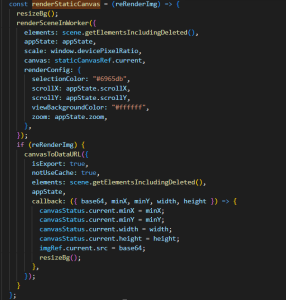 const renderStaticCanvas = (reRenderImg) => {
resizeBg();
renderSceneInWorker({
elements: scene.getElementsIncludingDeleted(),
appState: appState,
scale: window.devicePixelRatio,
canvas: staticCanvasRef.current,
renderConfig: {
selectionColor: "#6965db",
scrollX: appState.scrollX,
scrollY: appState.scrollY,
viewBackgroundColor: "#ffffff",
zoom: appState.zoom,
},
});
if (reRenderImg) {
canvasToDataURL({
isExport: true,
notUseCache: true,
elements: scene.getElementsIncludingDeleted(),
appState,
callback: ({ base64, minX, minY, width, height }) => {
canvasStatus.current.minX = minX;
canvasStatus.current.minY = minY;
canvasStatus.current.width = width;
canvasStatus.current.height = height;
imgRef.current.src = base64;
resizeBg();
},
});
}
};